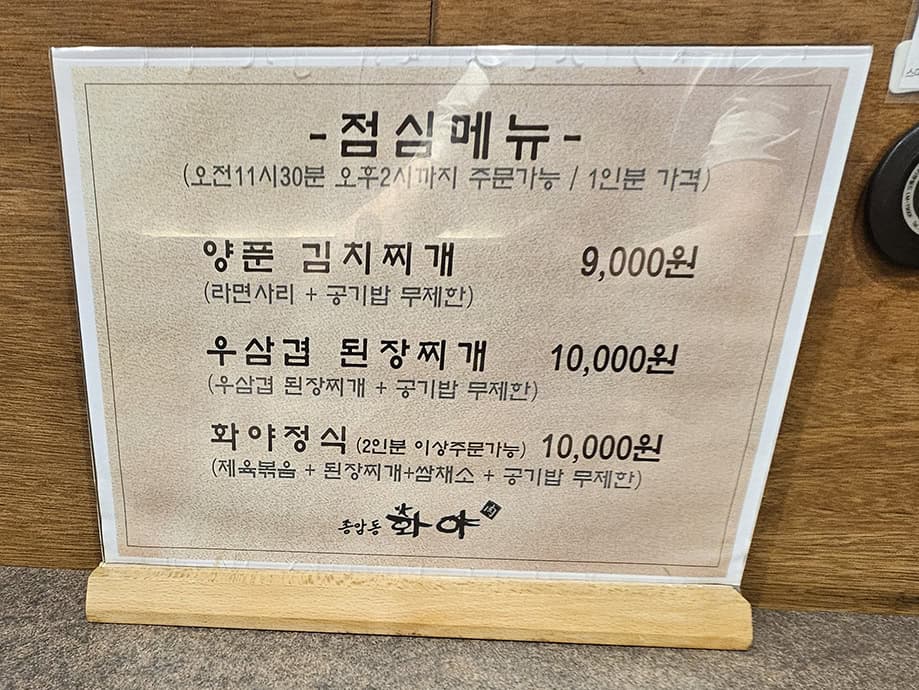 -점심메뉴-
(오전11시30분 오후2시까지 주문가능 / 1인분 가격)
양푼 김치찌개 9,000원
(라면사리 + 공기밥 무제한)
우삼겹 된장찌개 10,000원
(우삼겹 된장찌개 + 공기밥 무제한)
화야정식 (2인분 이상주문가능) 10,000원
(제육볶음 + 된장찌개+쌈채소 + 공기밥 무제한)
종암동 화야